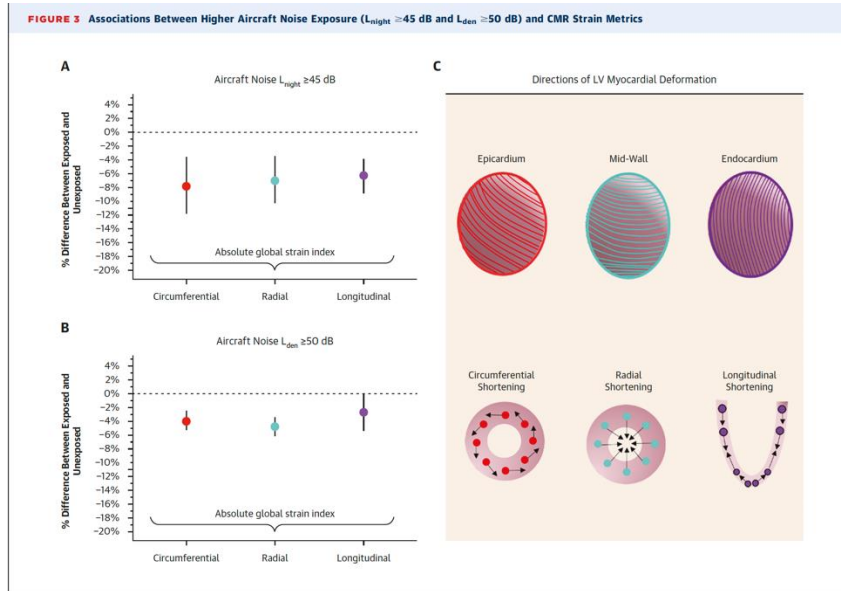 FIGURE 3 Associations Between Higher Aircraft Noise Exposure (Lnight ≥45 dB and Lden ≥50 dB) and CMR Strain Metrics
A
Aircraft Noise Lnight ≥45 dB
% Difference Between Exposed and
Unexposed
4%
2%
0%
−2%
−4%
−6%
−8%
−10%
−12%
−14%
−16%
−18%
−20%
Absolute global strain index
Circumferential Radial Longitudinal
B
Aircraft Noise Lden ≥50 dB
% Difference Between Exposed and
Unexposed
4%
2%
0%
−2%
−4%
−6%
−8%
−10%
−12%
−14%
−16%
−18%
−20%
Absolute global strain index
Circumferential Radial Longitudinal
C
Directions of LV Myocardial Deformation
Epicardium Mid-Wall Endocardium
Circumferential
Shortening
Radial
Shortening
Longitudinal
Shortening